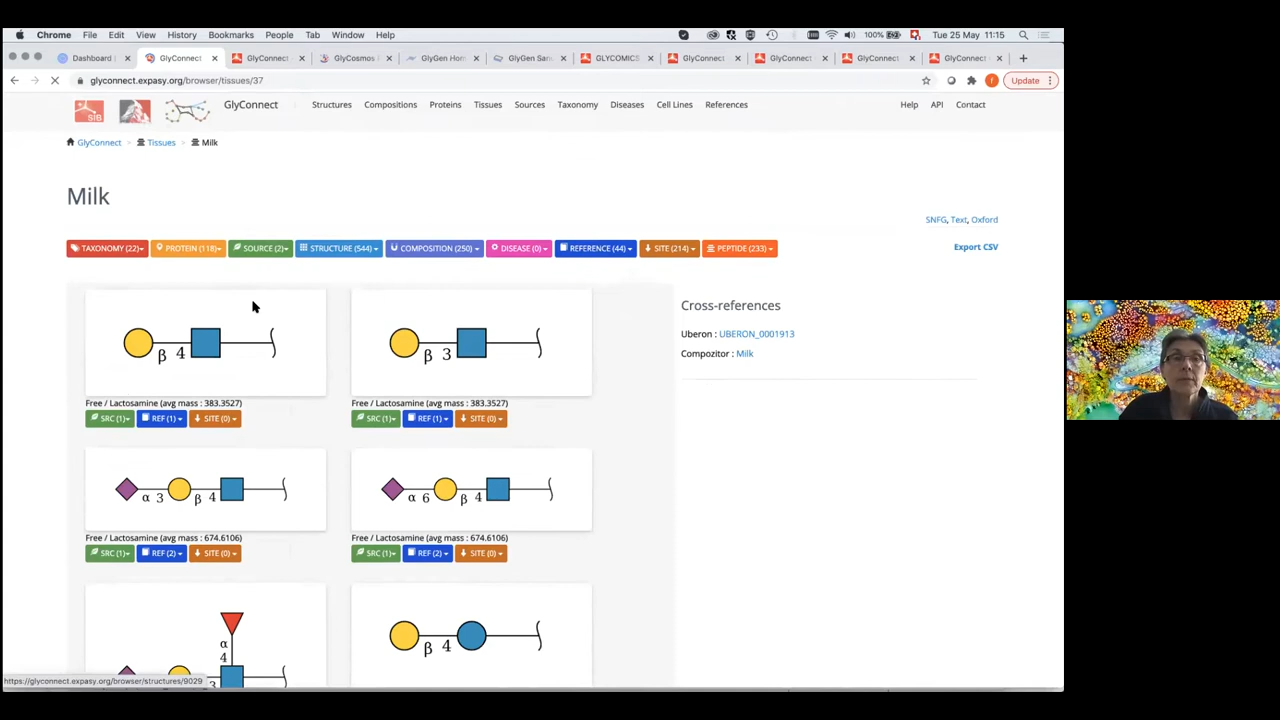 Chrome File Edit View History Bookmarks People Tab Window Help 100% Tue 25 May 11:15
Dashboard GlyConnect GlyConnect GlyCosmos GlyGen Hom GlyGen San GLYCOMICS GlyConnect GlyConnect GlyConnect GlyConnect
glyconnect.expasy.org/browser/tissues/37 Update
SIB GlyConnect Structures Compositions Proteins Tissues Sources Taxonomy Diseases Cell Lines References Help API Contact
GlyConnect > Tissues > Milk
Milk
SNFG, Text, Oxford
TAXONOMY (22) PROTEIN (118) SOURCE (2) STRUCTURE (544) COMPOSITION (250) DISEASE (0) REFERENCE (44) SITE (214) PEPTIDE (233) Export CSV
Cross-references
Uberon : UBERON_0001913
Compozitor : Milk
β 4 β 3
Free / Lactosamine (avg mass : 383.3527) Free / Lactosamine (avg mass : 383.3527)
SRC (1) REF (1) SITE (0) SRC (1) REF (1) SITE (0)
α 3 β 4 α 6 β 4
Free / Lactosamine (avg mass : 674.6106) Free / Lactosamine (avg mass : 674.6106)
SRC (1) REF (2) SITE (0) SRC (1) REF (2) SITE (0)
α
4
β 4
3
https://glyconnect.expasy.org/browser/structures/9029